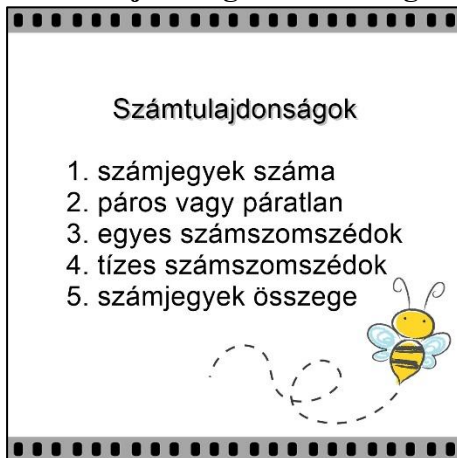 Számtulajdonságok
1. számjegyek száma
2. páros vagy páratlan
3. egyes számszomszédok
4. tízes számszomszédok
5. számjegyek összege